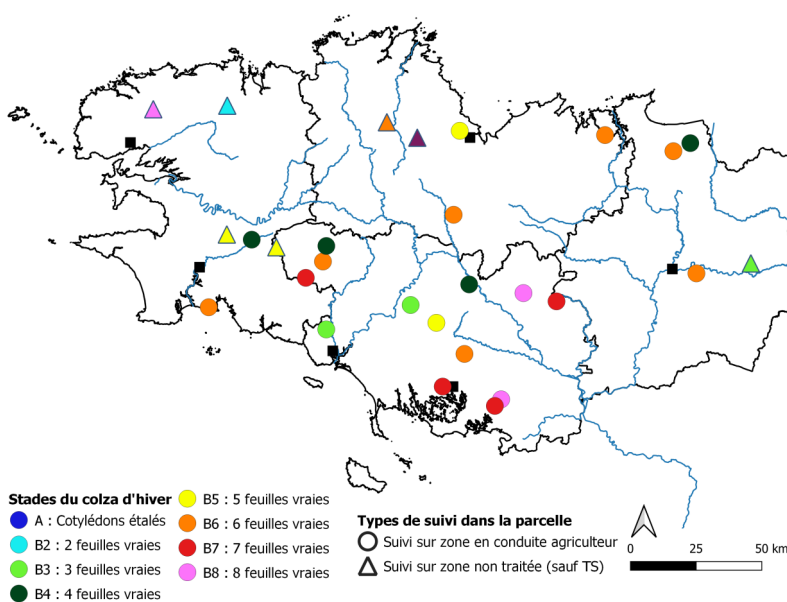 Stades du colza d'hiver
A : Cotylédons étalés
B2 : 2 feuilles vraies
B3 : 3 feuilles vraies
B4 : 4 feuilles vraies
B5 : 5 feuilles vraies
B6 : 6 feuilles vraies
B7 : 7 feuilles vraies
B8 : 8 feuilles vraies
Types de suivi dans la parcelle
Suivi sur zone en conduite agriculteur
Suivi sur zone non traitée (sauf TS)
0 25 50 km